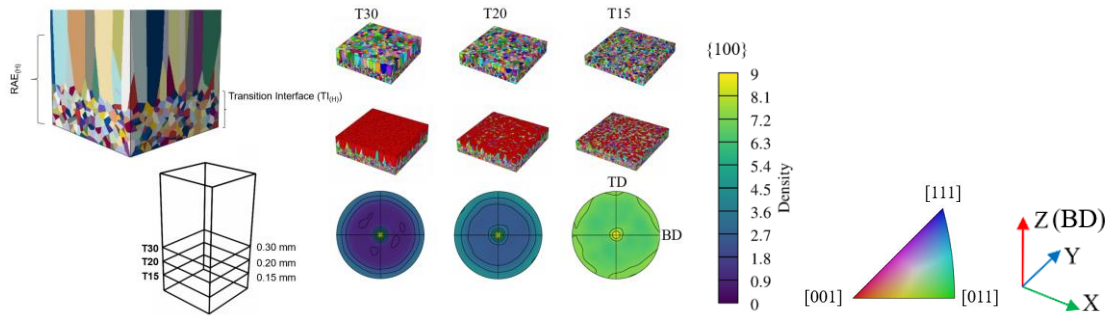 RAE(H)
Transition Interface (TI(H))
T30
0.30 mm
T20
0.20 mm
T15
0.15 mm
T30
T20
T15
TD
BD
{100}
9
8.1
7.2
6.3
5.4
4.5
3.6
2.7
1.8
0.9
0
Density
[111]
[001]
[011]
Z (BD)
Y
X